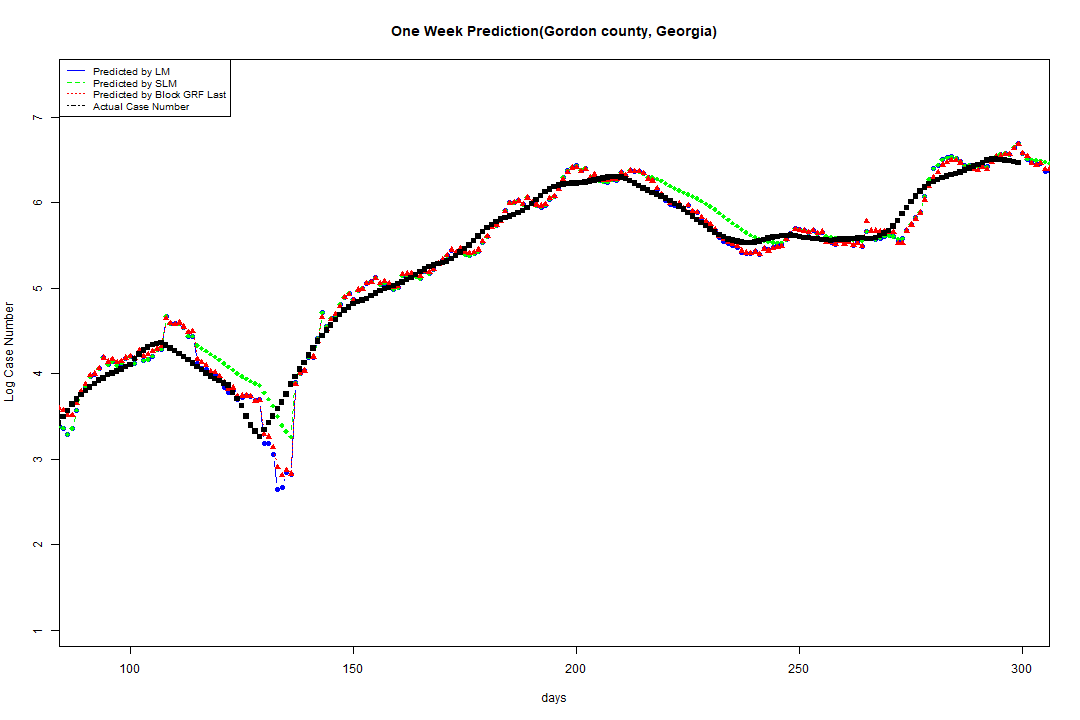 One Week Prediction(Gordon county, Georgia)
Predicted by LM
Predicted by SLM
Predicted by Block GRF Last
Actual Case Number
Log Case Number
7
6
5
4
3
2
1
100 150 200 250 300
days